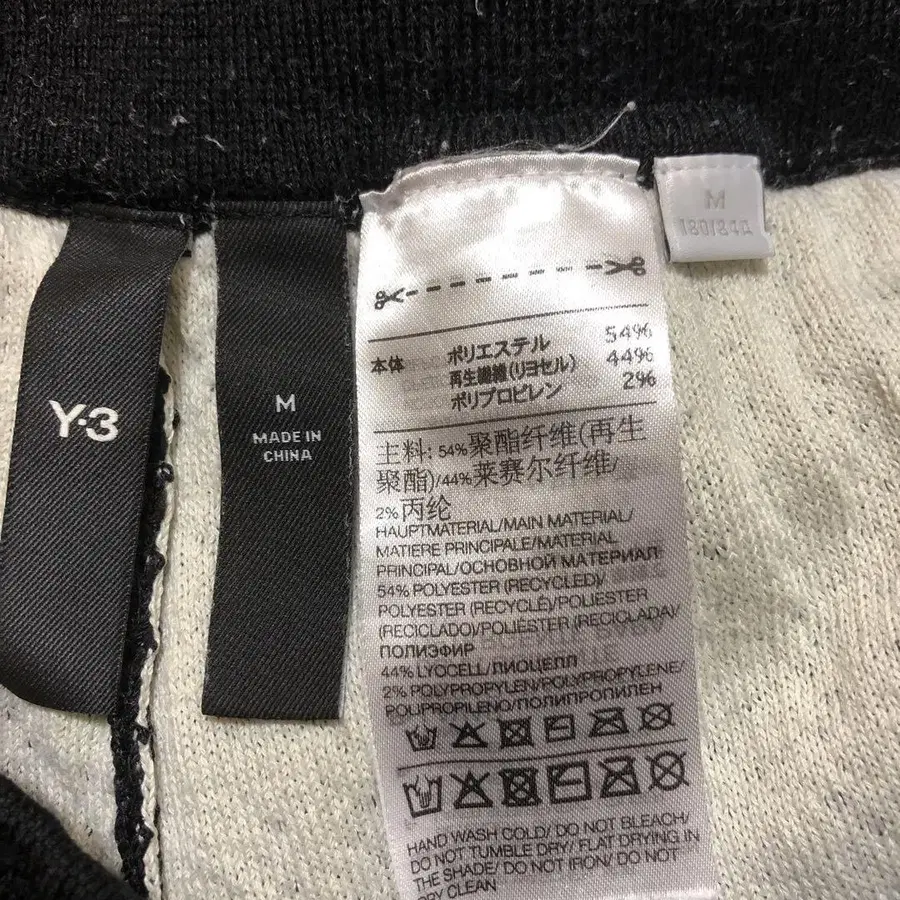 Y-3
M
MADE IN
CHINA
M
180/84A
本体 ポリエステル 54%
再生繊維(リヨセル) 44%
ポリプロピレン 2%
主料: 54%聚酯纤维(再生
聚酯)/44%莱赛尔纤维/
2%丙纶
HAUPTMATERIAL/MAIN MATERIAL/
MATIERE PRINCIPALE/MATERIAL
PRINCIPAL/ОСНОВНОЙ МАТЕРИАЛ
54% POLYESTER (RECYCLED)/
POLYESTER (RECYCLÉ)/POLIÉSTER
(RECICLADO)/POLIÉSTER (RECICLADA)/
ПОЛИЭФИР
44% LYOCELL/ЛИОЦЕЛЛ
2% POLYPROPYLEN/POLYPROPYLENE/
POLIPROPILENO/ПОЛИПРОПИЛЕН
HAND WASH COLD/ DO NOT BLEACH/
DO NOT TUMBLE DRY/ FLAT DRYING IN
THE SHADE/ DO NOT IRON/ DO NOT
DRY CLEAN